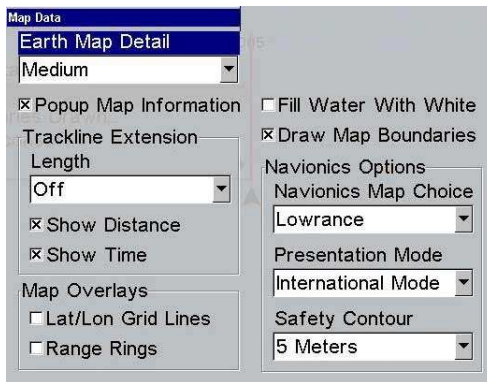 Map Data
Earth Map Detail
Medium
Popup Map Information
Trackline Extension
Length
Off
Show Distance
Show Time
Map Overlays
Lat/Lon Grid Lines
Range Rings
Fill Water With White
Draw Map Boundaries
Navionics Options
Navionics Map Choice
Lowrance
Presentation Mode
International Mode
Safety Contour
5 Meters